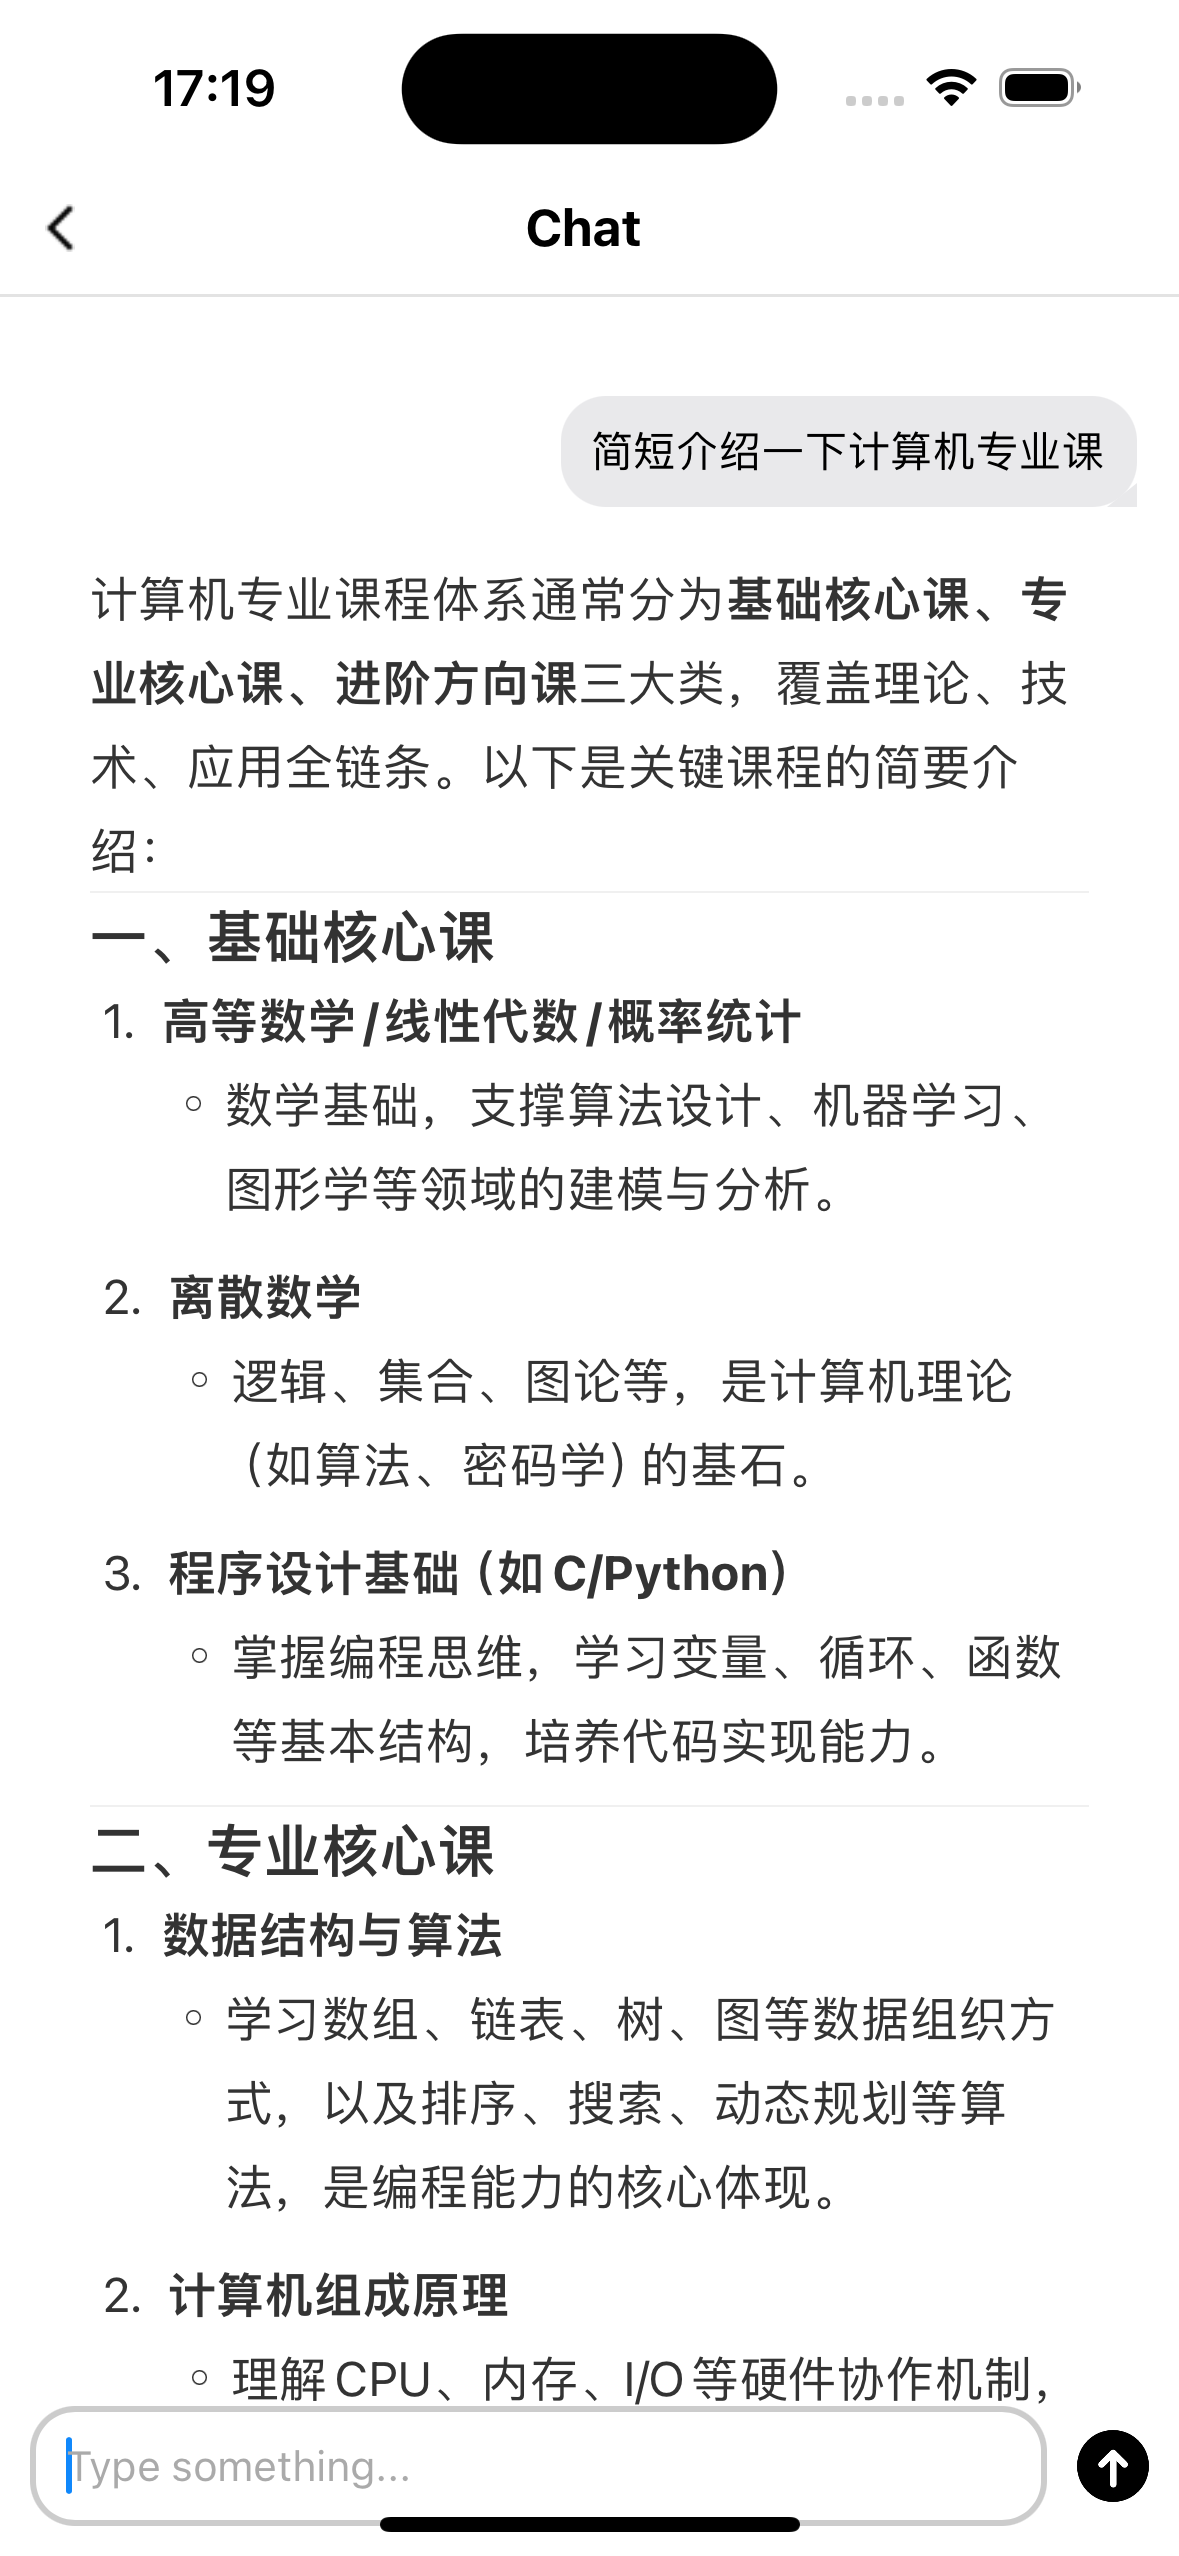 17:19
Chat
简短介绍一下计算机专业课
计算机专业课程体系通常分为基础核心课、专
业核心课、进阶方向课三大类，覆盖理论、技
术、应用全链条。以下是关键课程的简要介
绍：
一、基础核心课
1. 高等数学/线性代数/概率统计
数学基础，支撑算法设计、机器学习、
图形学等领域的建模与分析。
2. 离散数学
逻辑、集合、图论等，是计算机理论
（如算法、密码学）的基石。
3. 程序设计基础（如 C/Python）
掌握编程思维，学习变量、循环、函数
等基本结构，培养代码实现能力。
二、专业核心课
1. 数据结构与算法
学习数组、链表、树、图等数据组织方
式，以及排序、搜索、动态规划等算
法，是编程能力的核心体现。
2. 计算机组成原理
理解 CPU、内存、I/O 等硬件协作机制，
Type something...